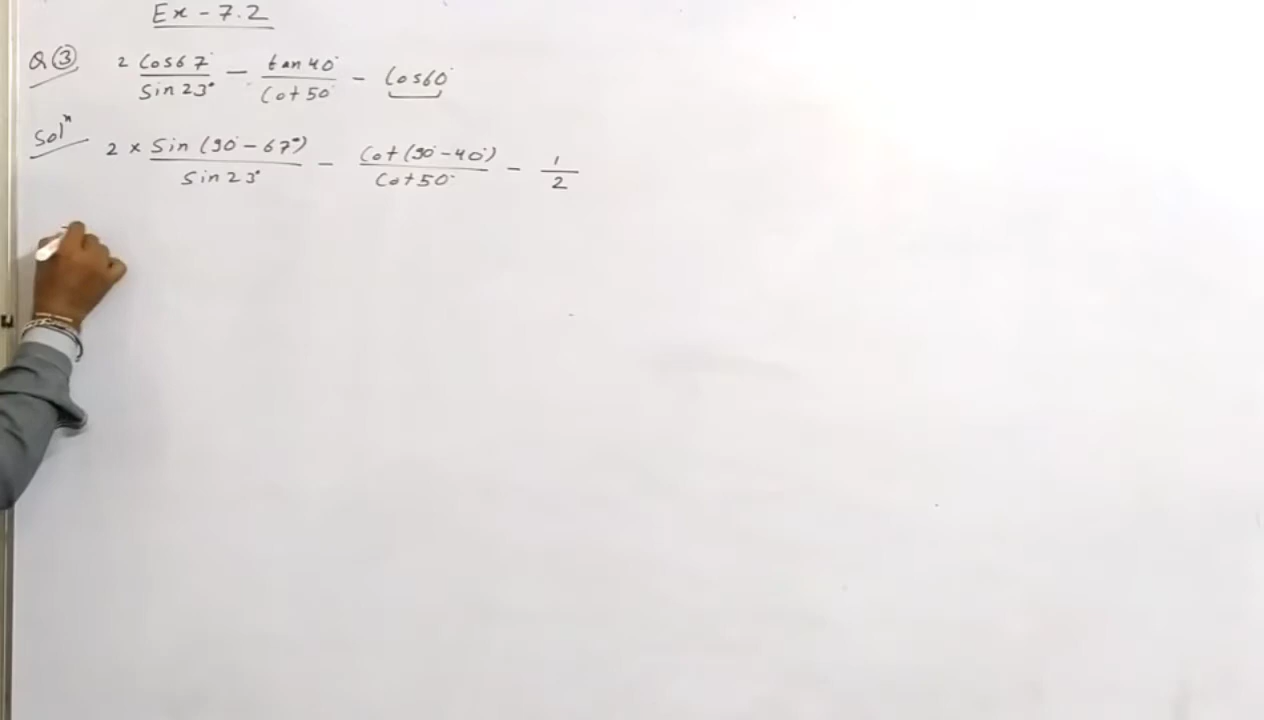 Ex - 7.2
Q ③ 2 Cos67°/Sin23° - tan40°/Cot50° - Cos60°
Solⁿ 2 × Sin(90° - 67°)/Sin23° - Cot(90° - 40°)/Cot50° - 1/2